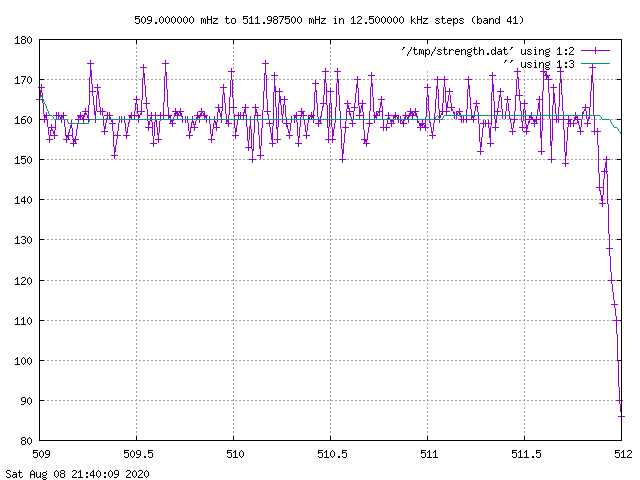 509.000000 mHz to 511.987500 mHz in 12.500000 kHz steps (band 41)
'/tmp/strength.dat' using 1:2
'' using 1:3
180
170
160
150
140
130
120
110
100
90
80
509 509.5 510 510.5 511 511.5 512
Sat Aug 08 21:40:09 2020